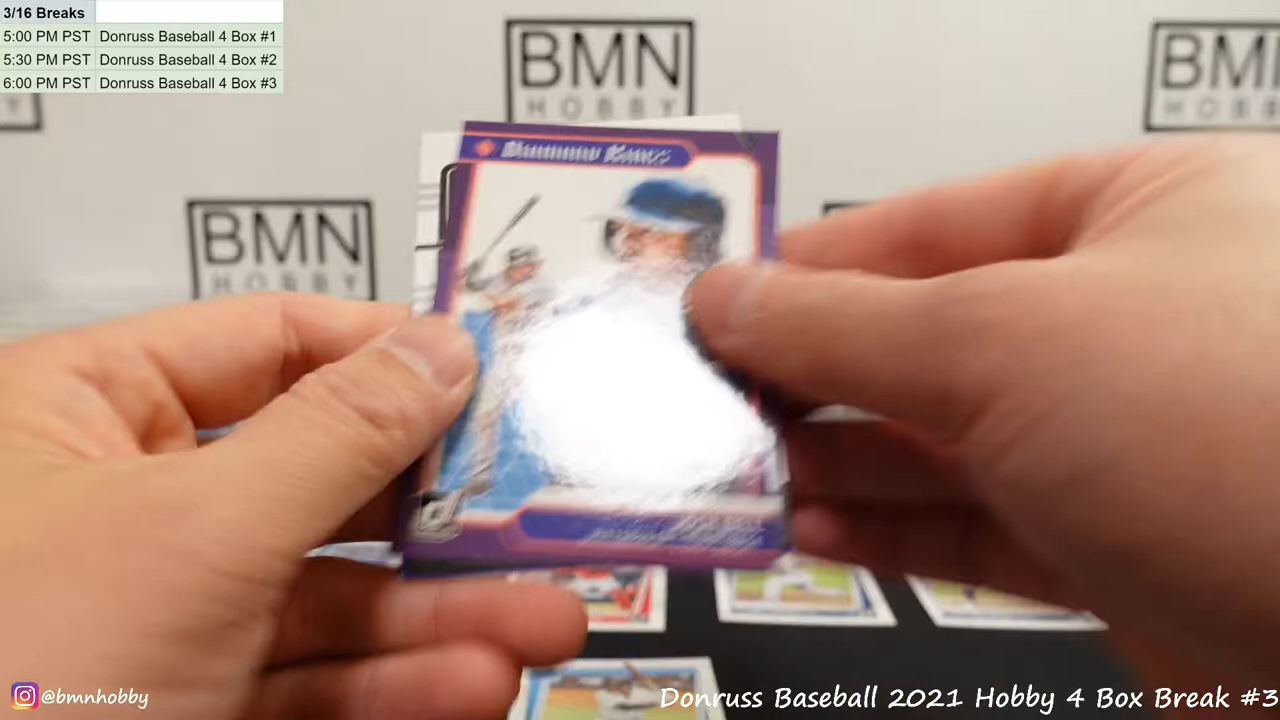 3/16 Breaks
5:00 PM PST Donruss Baseball 4 Box #1
5:30 PM PST Donruss Baseball 4 Box #2
6:00 PM PST Donruss Baseball 4 Box #3
BMN
HOBBY
BMN
HOBBY
BMN
HOBBY
Y
@bmnhobby
Donruss Baseball 2021 Hobby 4 Box Break #3